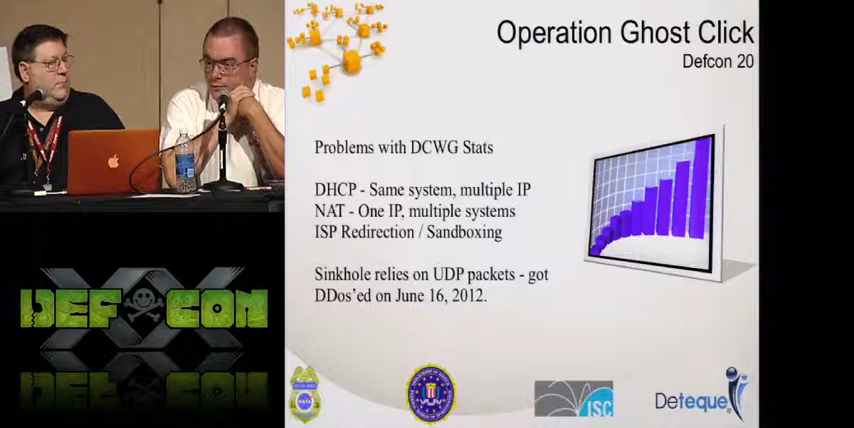 Operation Ghost Click
Defcon 20
Problems with DCWG Stats
DHCP - Same system, multiple IP
NAT - One IP, multiple systems
ISP Redirection / Sandboxing
Sinkhole relies on UDP packets - got
DDos'ed on June 16, 2012.
XX
DEF CON
ISC
Deteque